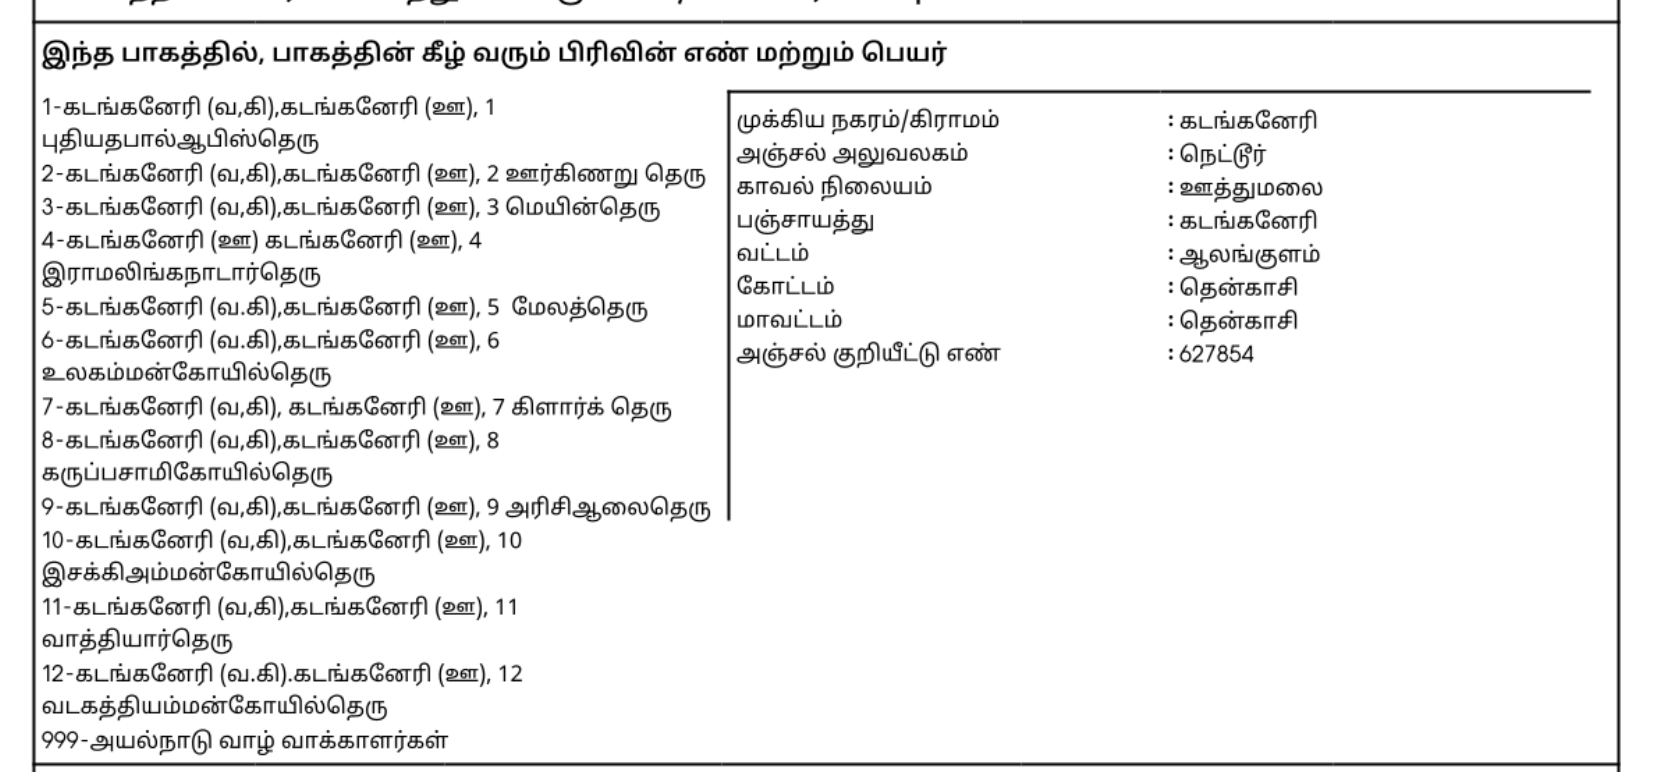 இந்த பாகத்தில், பாகத்தின் கீழ் வரும் பிரிவின் எண் மற்றும் பெயர்
1-கடங்கனேரி (வ,கி),கடங்கனேரி (ஊ), 1
புதியதபால்ஆபிஸ்தெரு
2-கடங்கனேரி (வ,கி),கடங்கனேரி (ஊ), 2 ஊர்கிணறு தெரு
3-கடங்கனேரி (வ,கி),கடங்கனேரி (ஊ), 3 மெயின்தெரு
4-கடங்கனேரி (ஊ) கடங்கனேரி (ஊ), 4
இராமலிங்கநாடார்தெரு
5-கடங்கனேரி (வ.கி),கடங்கனேரி (ஊ), 5 மேலத்தெரு
6-கடங்கனேரி (வ.கி),கடங்கனேரி (ஊ), 6
உலகம்மன்கோயில்தெரு
7-கடங்கனேரி (வ,கி), கடங்கனேரி (ஊ), 7 கிளார்க் தெரு
8-கடங்கனேரி (வ,கி),கடங்கனேரி (ஊ), 8
கருப்பசாமிகோயில்தெரு
9-கடங்கனேரி (வ,கி),கடங்கனேரி (ஊ), 9 அரிசிஆலைதெரு
10-கடங்கனேரி (வ,கி),கடங்கனேரி (ஊ), 10
இசக்கிஅம்மன்கோயில்தெரு
11-கடங்கனேரி (வ,கி),கடங்கனேரி (ஊ), 11
வாத்தியார்தெரு
12-கடங்கனேரி (வ.கி).கடங்கனேரி (ஊ), 12
வடகத்தியம்மன்கோயில்தெரு
999-அயல்நாடு வாழ் வாக்காளர்கள்
முக்கிய நகரம்/கிராமம் : கடங்கனேரி
அஞ்சல் அலுவலகம் : நெட்டூர்
காவல் நிலையம் : ஊத்துமலை
பஞ்சாயத்து : கடங்கனேரி
வட்டம் : ஆலங்குளம்
கோட்டம் : தென்காசி
மாவட்டம் : தென்காசி
அஞ்சல் குறியீட்டு எண் : 627854